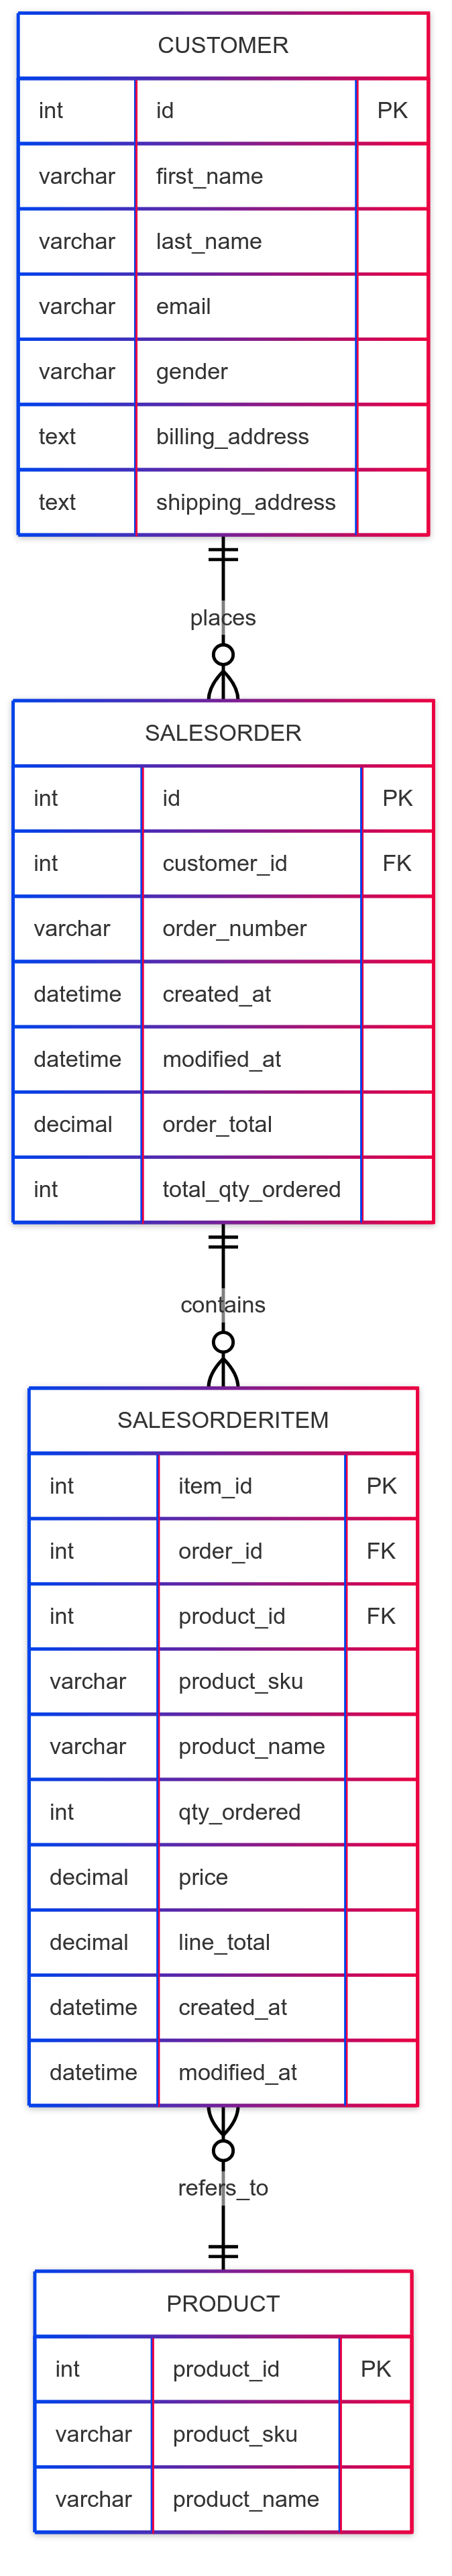 CUSTOMER
int id PK
varchar first_name
varchar last_name
varchar email
varchar gender
text billing_address
text shipping_address
places
SALESORDER
int id PK
int customer_id FK
varchar order_number
datetime created_at
datetime modified_at
decimal order_total
int total_qty_ordered
contains
SALESORDERITEM
int item_id PK
int order_id FK
int product_id FK
varchar product_sku
varchar product_name
int qty_ordered
decimal price
decimal line_total
datetime created_at
datetime modified_at
refers_to
PRODUCT
int product_id PK
varchar product_sku
varchar product_name